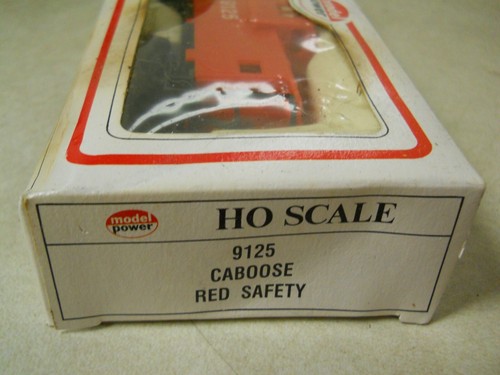 model
power
HO SCALE
9125
CABOOSE
RED SAFETY